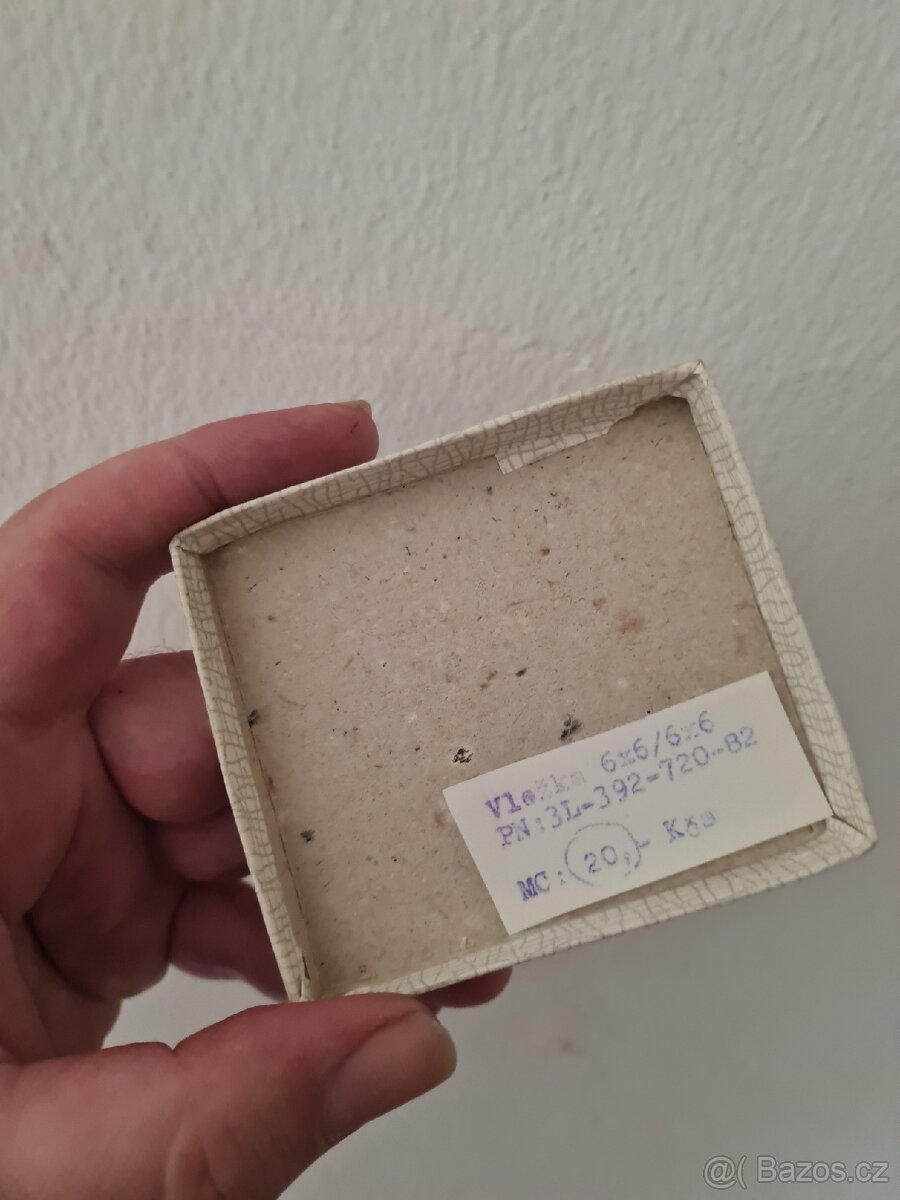 Vložka 6x6/6x6
PN:3L-392-720-82
MC: 20,- Kčs
@( Bazos.cz